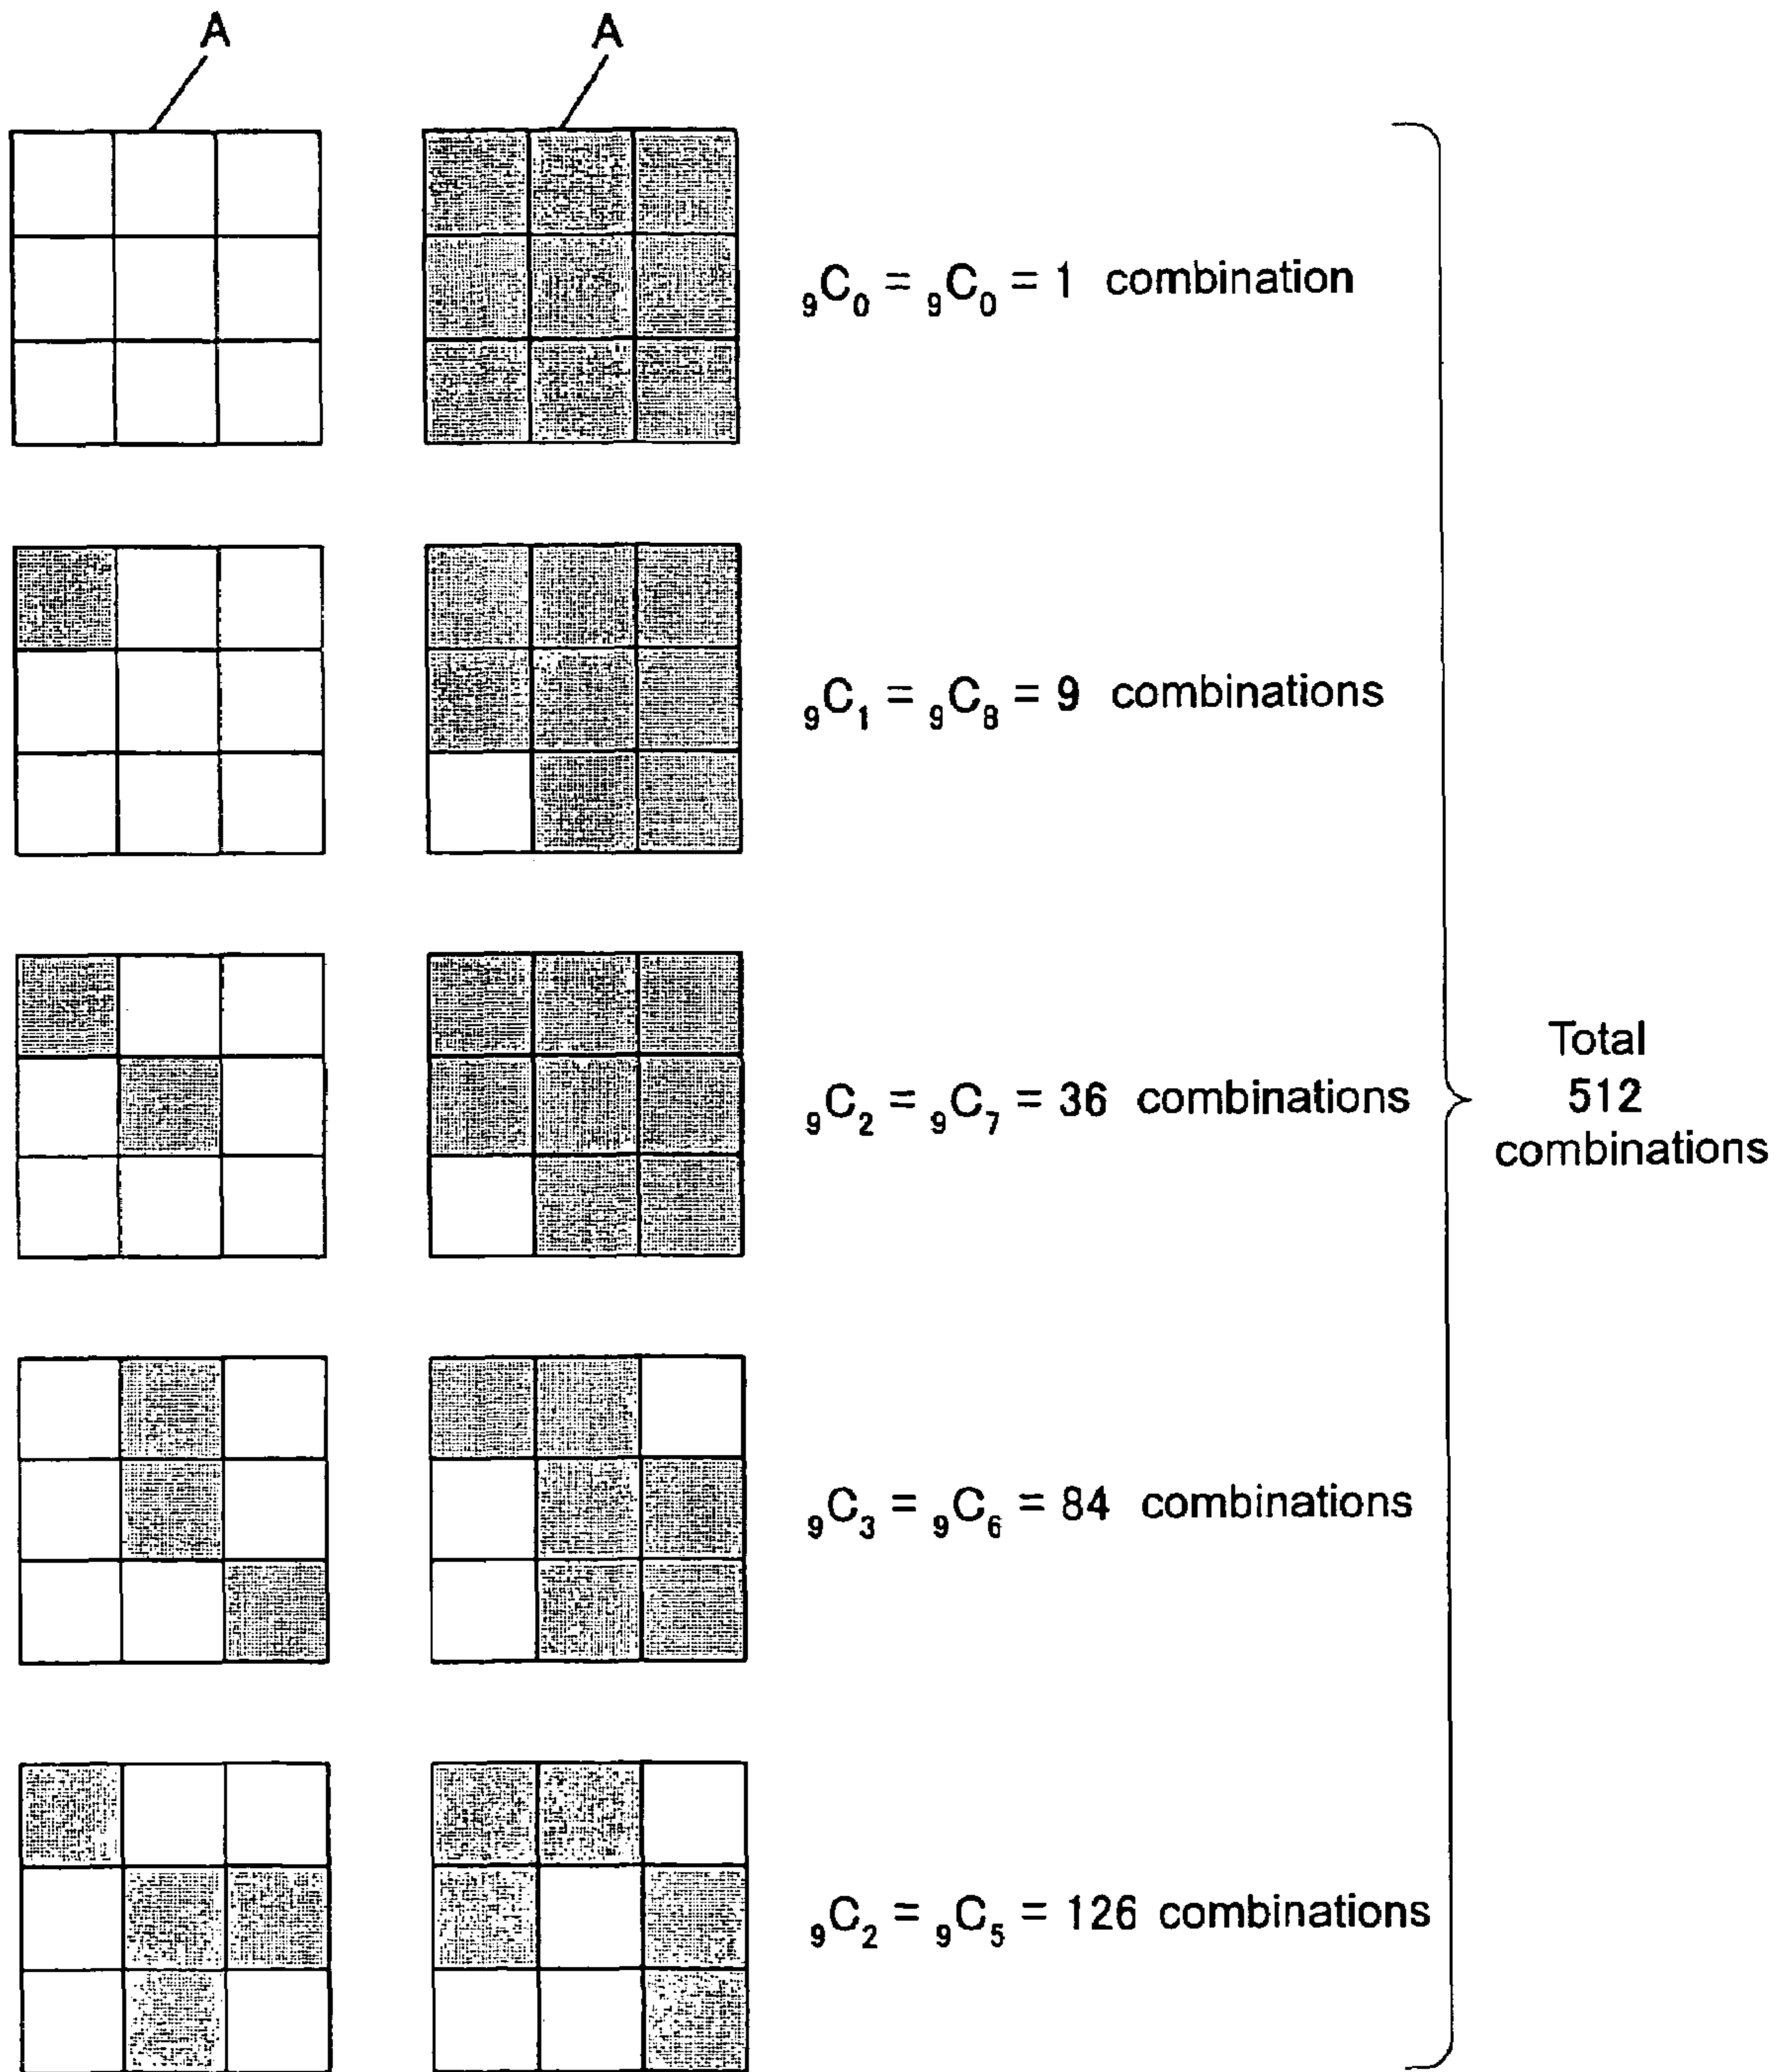 A A
₉C₀ = ₉C₀ = 1 combination
₉C₁ = ₉C₈ = 9 combinations
₉C₂ = ₉C₇ = 36 combinations
Total
512
combinations
₉C₃ = ₉C₆ = 84 combinations
₉C₂ = ₉C₅ = 126 combinations